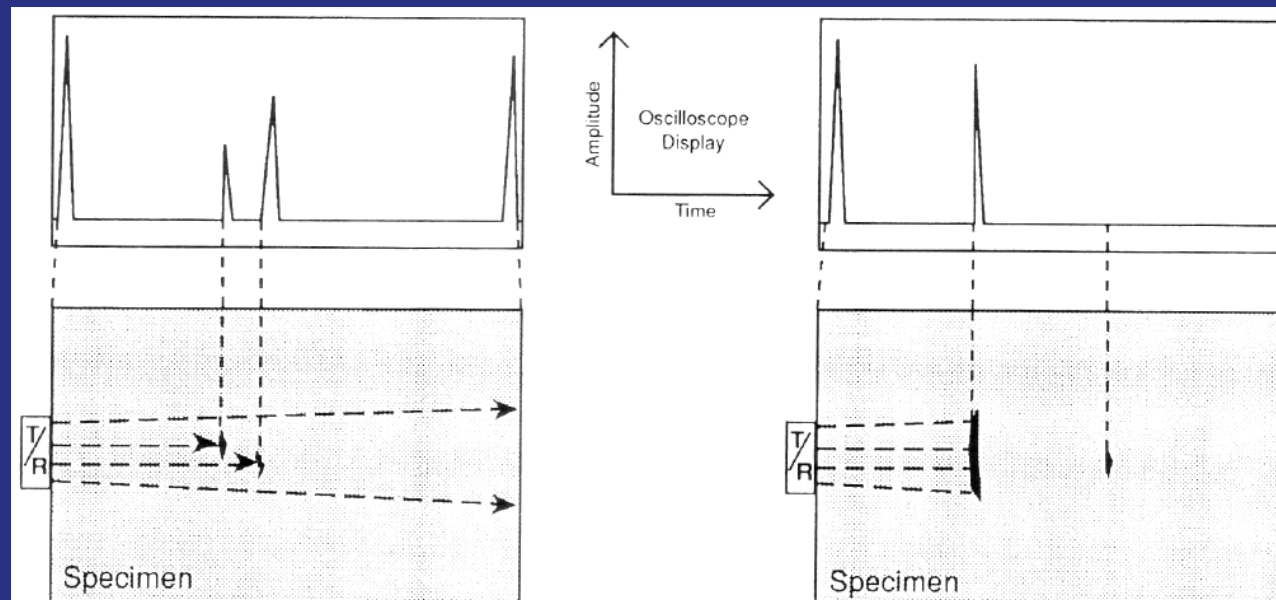 Amplitude
Oscilloscope
Display
Time
T/R
T/R
Specimen
Specimen